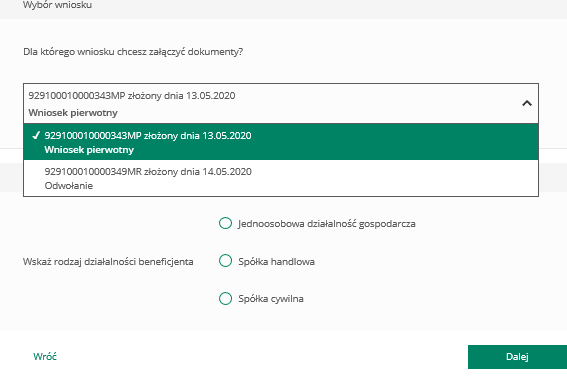 Wybór wniosku
Dla którego wniosku chcesz załączyć dokumenty?
929100010000343MP złożony dnia 13.05.2020
Wniosek pierwotny
929100010000343MP złożony dnia 13.05.2020
Wniosek pierwotny
929100010000349MR złożony dnia 14.05.2020
Odwołanie
Jednoosobowa działalność gospodarcza
Wskaż rodzaj działalności beneficjenta
Spółka handlowa
Spółka cywilna
Wróć
Dalej